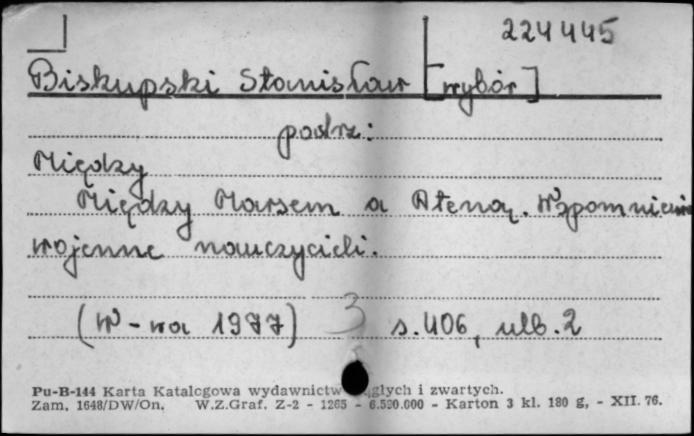 224445
Biskupski Stanisław [wybór]
podrz:
Między
Między Marsem a Ateną. Wspomnienia
wojenne nauczycieli.
(W-wa 1977) 3 s. 406, ulb. 2
Pu-B-144 Karta Katalogowa wydawnictw ciągłych i zwartych.
Zam. 1648/DW/On. W.Z.Graf. Z-2 - 1265 - 6.500.000 - Karton 3 kl. 180 g, - XII. 76.